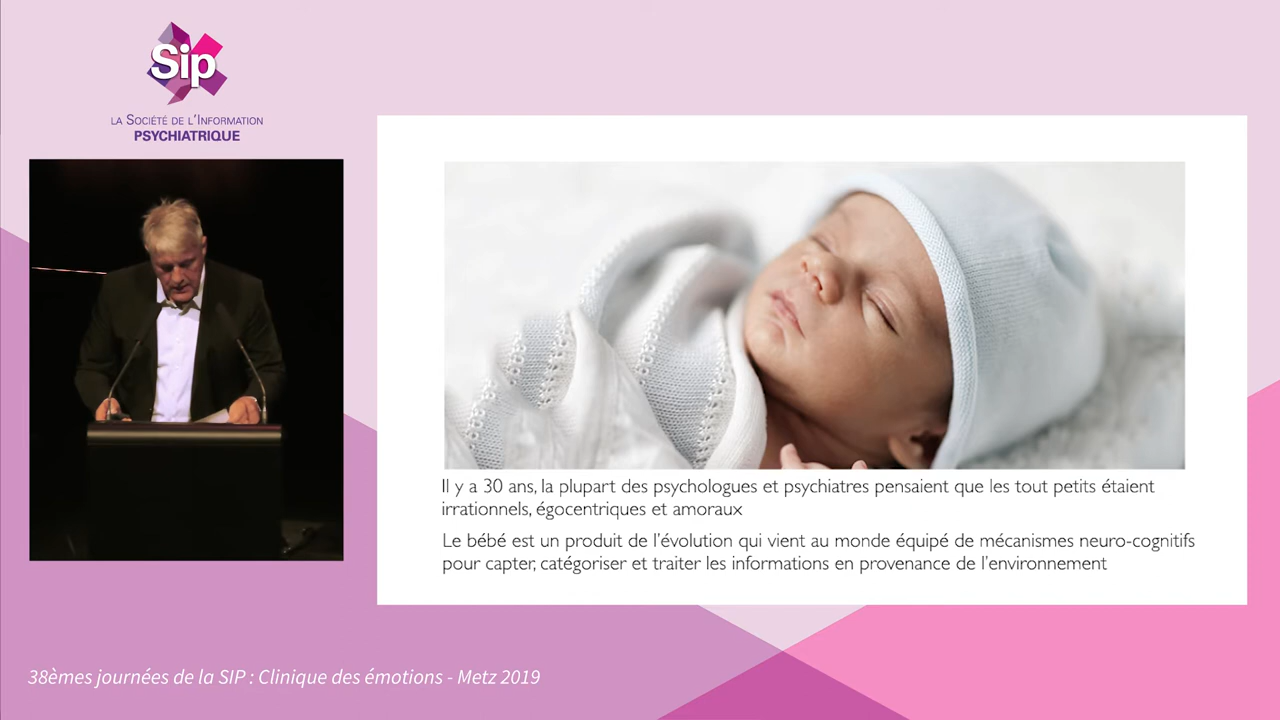 Sip
LA SOCIÉTÉ DE L'INFORMATION
PSYCHIATRIQUE
Il y a 30 ans, la plupart des psychologues et psychiatres pensaient que les tout petits étaient
irrationnels, égocentriques et amoraux
Le bébé est un produit de l'évolution qui vient au monde équipé de mécanismes neuro-cognitifs
pour capter, catégoriser et traiter les informations en provenance de l'environnement
38èmes journées de la SIP : Clinique des émotions - Metz 2019